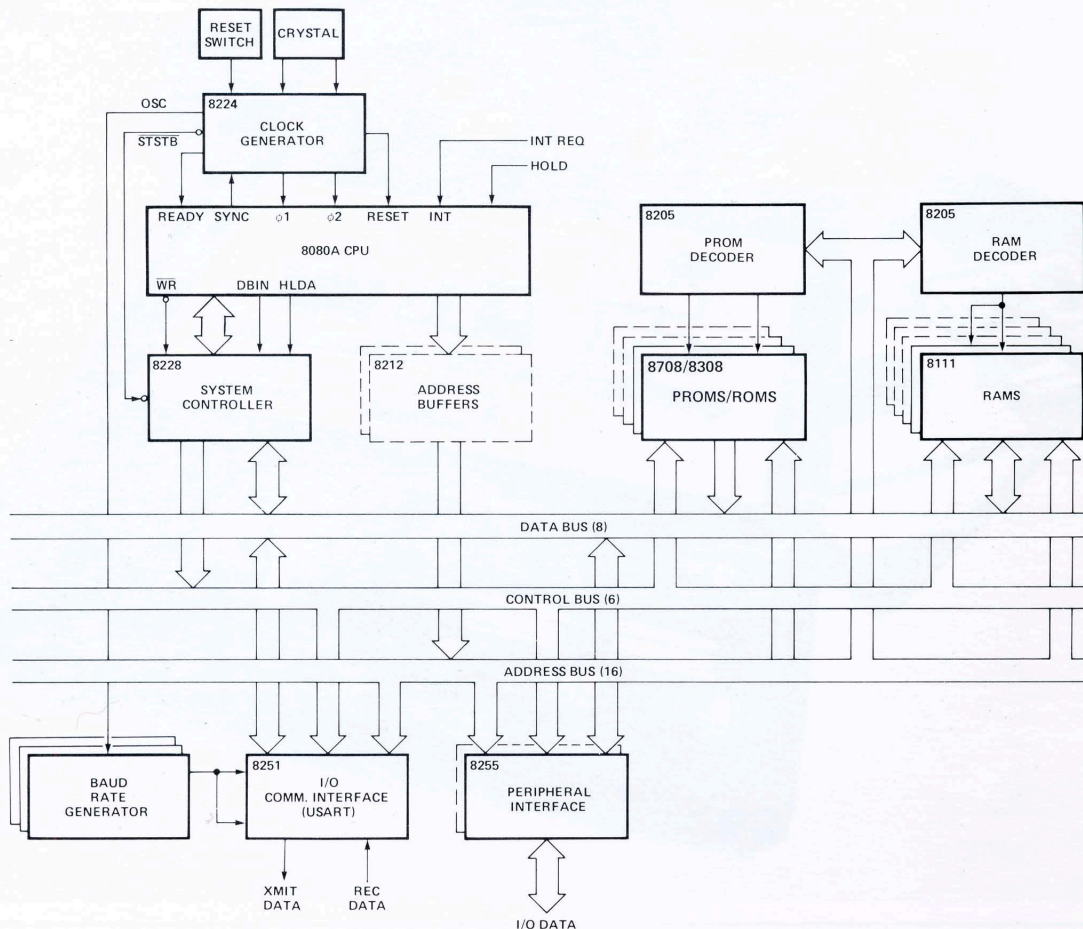 RESET
SWITCH
CRYSTAL
OSC
8224
CLOCK
GENERATOR
STSTB
INT REQ
HOLD
READY
SYNC
φ1
φ2
RESET
INT
8080A CPU
WR
DBIN
HLDA
8205
PROM
DECODER
8205
RAM
DECODER
8228
SYSTEM
CONTROLLER
8212
ADDRESS
BUFFERS
8708/8308
PROMS/ROMS
8111
RAMS
DATA BUS (8)
CONTROL BUS (6)
ADDRESS BUS (16)
BAUD
RATE
GENERATOR
8251
I/O
COMM. INTERFACE
(USART)
8255
PERIPHERAL
INTERFACE
XMIT
DATA
REC
DATA
I/O DATA